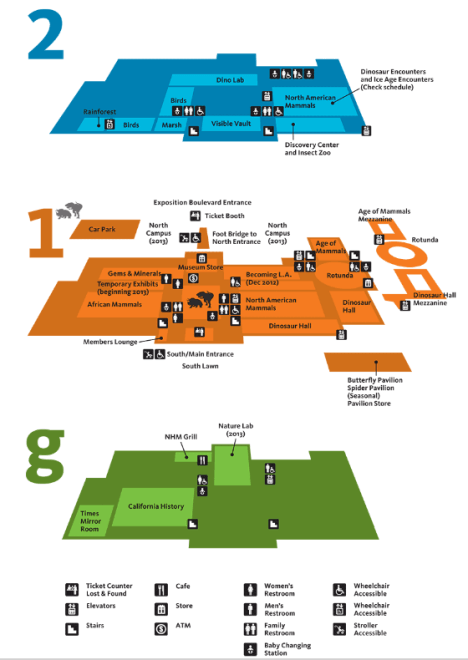 2
Dino Lab
Dinosaur Encounters
and Ice Age Encounters
(Check schedule)
Birds
North American
Mammals
Rainforest
Birds
Marsh
Visible Vault
Discovery Center
and Insect Zoo
1
Exposition Boulevard Entrance
Ticket Booth
Age of Mammals
Mezzanine
Car Park
North
Campus
(2013)
Foot Bridge to
North Entrance
North
Campus
(2013)
Rotunda
Age of
Mammals
Museum Store
Gems & Minerals
Temporary Exhibits
(beginning 2013)
Becoming L.A.
(Dec 2012)
Rotunda
African Mammals
North American
Mammals
Dinosaur
Hall
Dinosaur Hall
Mezzanine
Dinosaur Hall
Members Lounge
South/Main Entrance
South Lawn
Butterfly Pavilion
Spider Pavilion
(Seasonal)
Pavilion Store
g
Nature Lab
(2013)
NHM Grill
California History
Times
Mirror
Room
Ticket Counter
Lost & Found
Cafe
Women's
Restroom
Wheelchair
Accessible
Elevators
Store
Men's
Restroom
Wheelchair
Accessible
Stairs
ATM
Family
Restroom
Stroller
Accessible
Baby Changing
Station